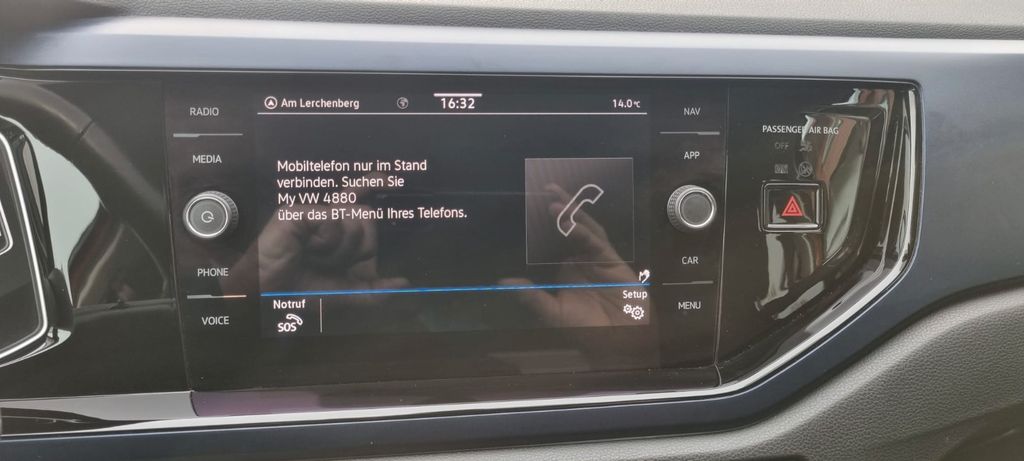 RADIO
MEDIA
PHONE
VOICE
Am Lerchenberg
16:32
14.0°C
Mobiltelefon nur im Stand
verbinden. Suchen Sie
My VW 4880
über das BT-Menü Ihres Telefons.
Notruf
SOS
Setup
NAV
APP
CAR
MENU
PASSENGER AIR BAG
OFF